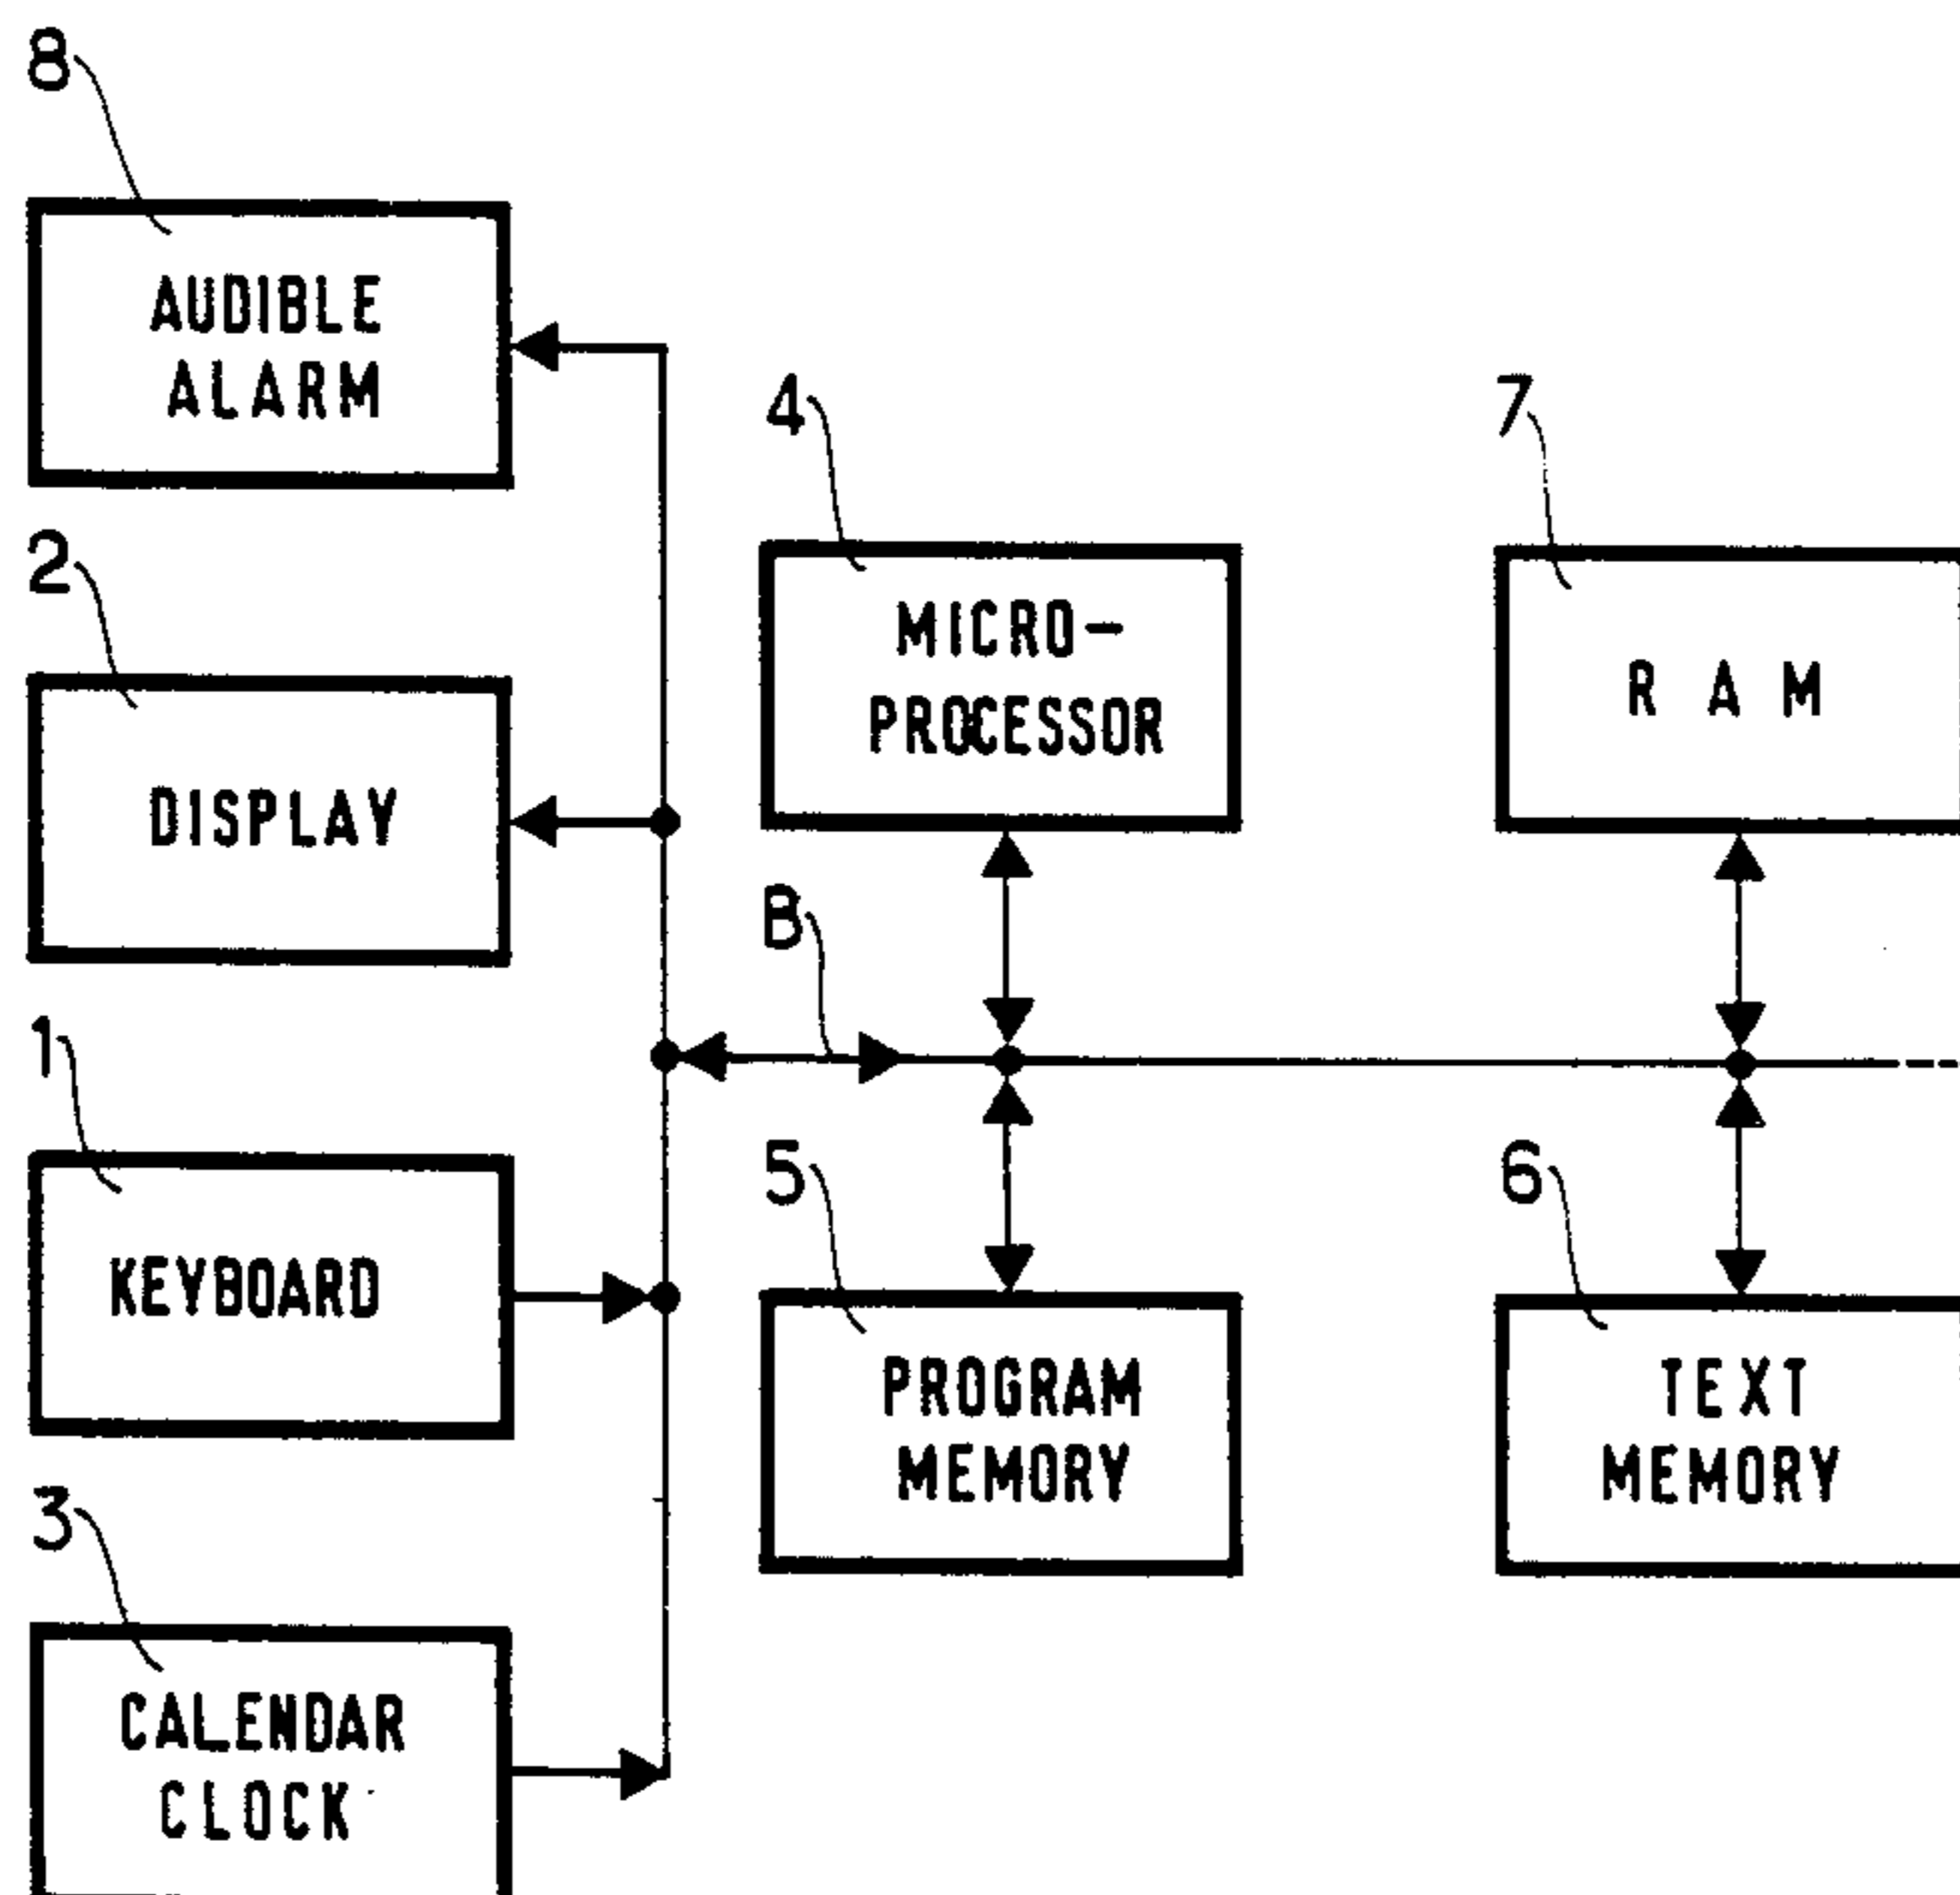 8
AUDIBLE
ALARM
4
7
2
MICRO-
PROCESSOR
R A M
DISPLAY
B
1
KEYBOARD
5
6
PROGRAM
MEMORY
TEXT
MEMORY
3
CALENDAR
CLOCK